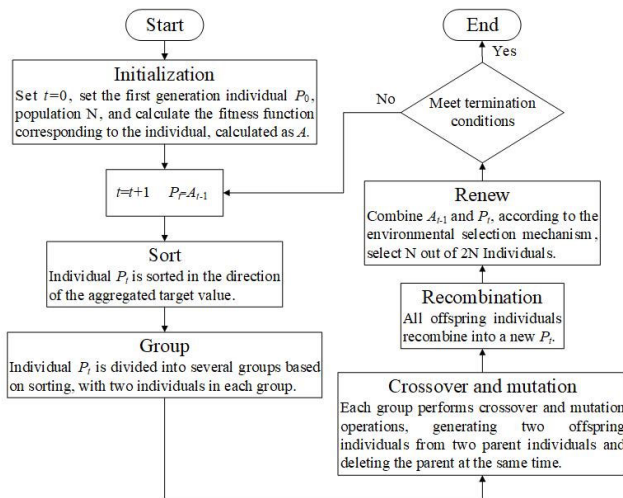 Start
Initialization
Set t=0, set the first generation individual P0,
population N, and calculate the fitness function
corresponding to the individual, calculated as A.
t=t+1 Pt=At-1
Sort
Individual Pt is sorted in the direction
of the aggregated target value.
Group
Individual Pt is divided into several groups based
on sorting, with two individuals in each group.
Crossover and mutation
Each group performs crossover and mutation
operations, generating two offspring
individuals from two parent individuals and
deleting the parent at the same time.
Recombination
All offspring individuals
recombine into a new Pt.
Renew
Combine At-1 and Pt, according to the
environmental selection mechanism,
select N out of 2N Individuals.
Meet termination
conditions
No
Yes
End